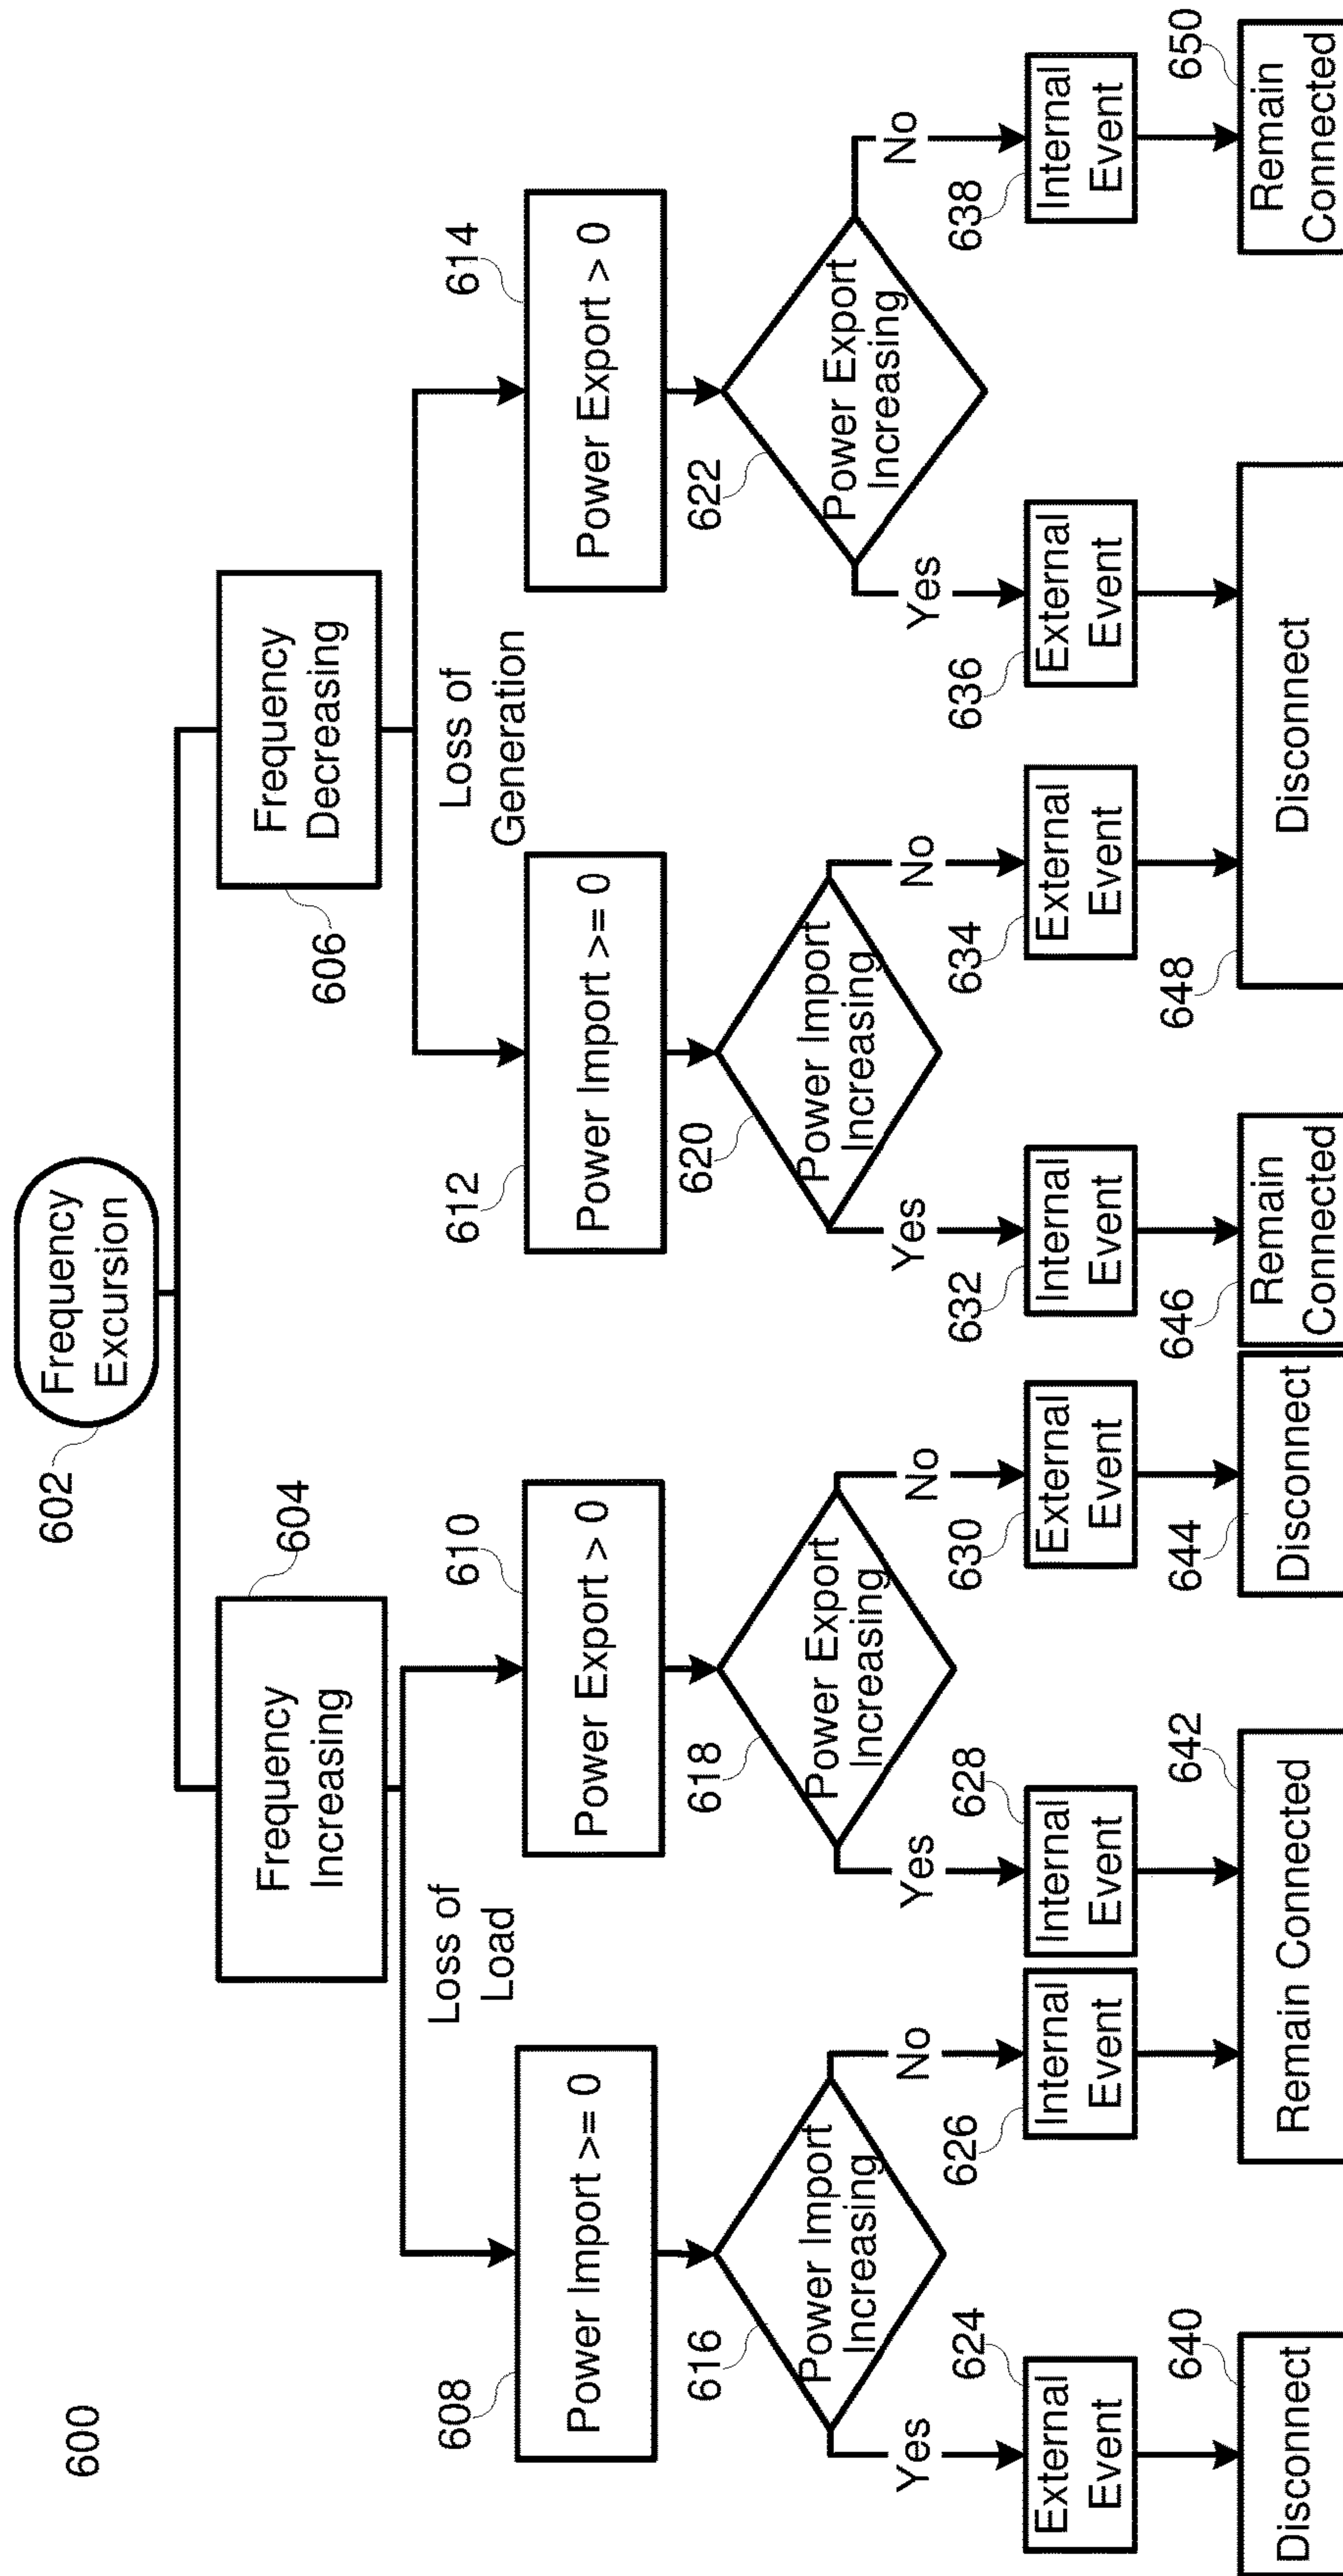 600
602
Frequency
Excursion
604
Frequency
Increasing
606
Frequency
Decreasing
Loss of
Load
Loss of
Generation
608
Power Import >= 0
610
Power Export > 0
612
Power Import >= 0
614
Power Export > 0
616
Power Import
Increasing
618
Power Export
Increasing
620
Power Import
Increasing
622
Power Export
Increasing
Yes
No
Yes
No
Yes
No
Yes
No
624
External
Event
626
Internal
Event
628
Internal
Event
630
External
Event
632
Internal
Event
634
External
Event
636
External
Event
638
Internal
Event
640
Disconnect
642
Remain Connected
644
Disconnect
646
Remain
Connected
648
Disconnect
650
Remain
Connected